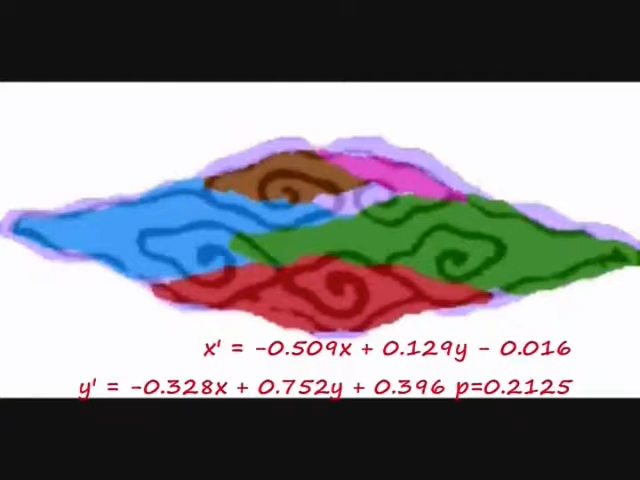 x' = -0.509x + 0.129y - 0.016
y' = -0.328x + 0.752y + 0.396 p=0.2125